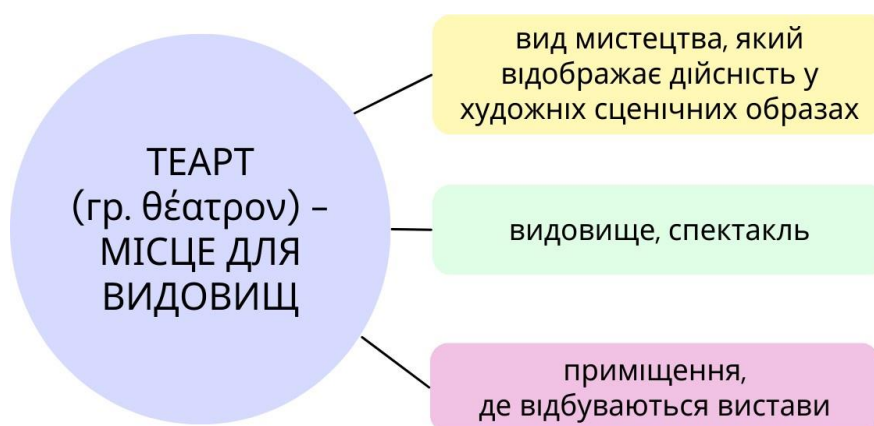 ТЕАРТ
(гр. θέατρον) –
МІСЦЕ ДЛЯ
ВИДОВИЩ
вид мистецтва, який
відображає дійсність у
художніх сценічних образах
видовище, спектакль
приміщення,
де відбуваються вистави